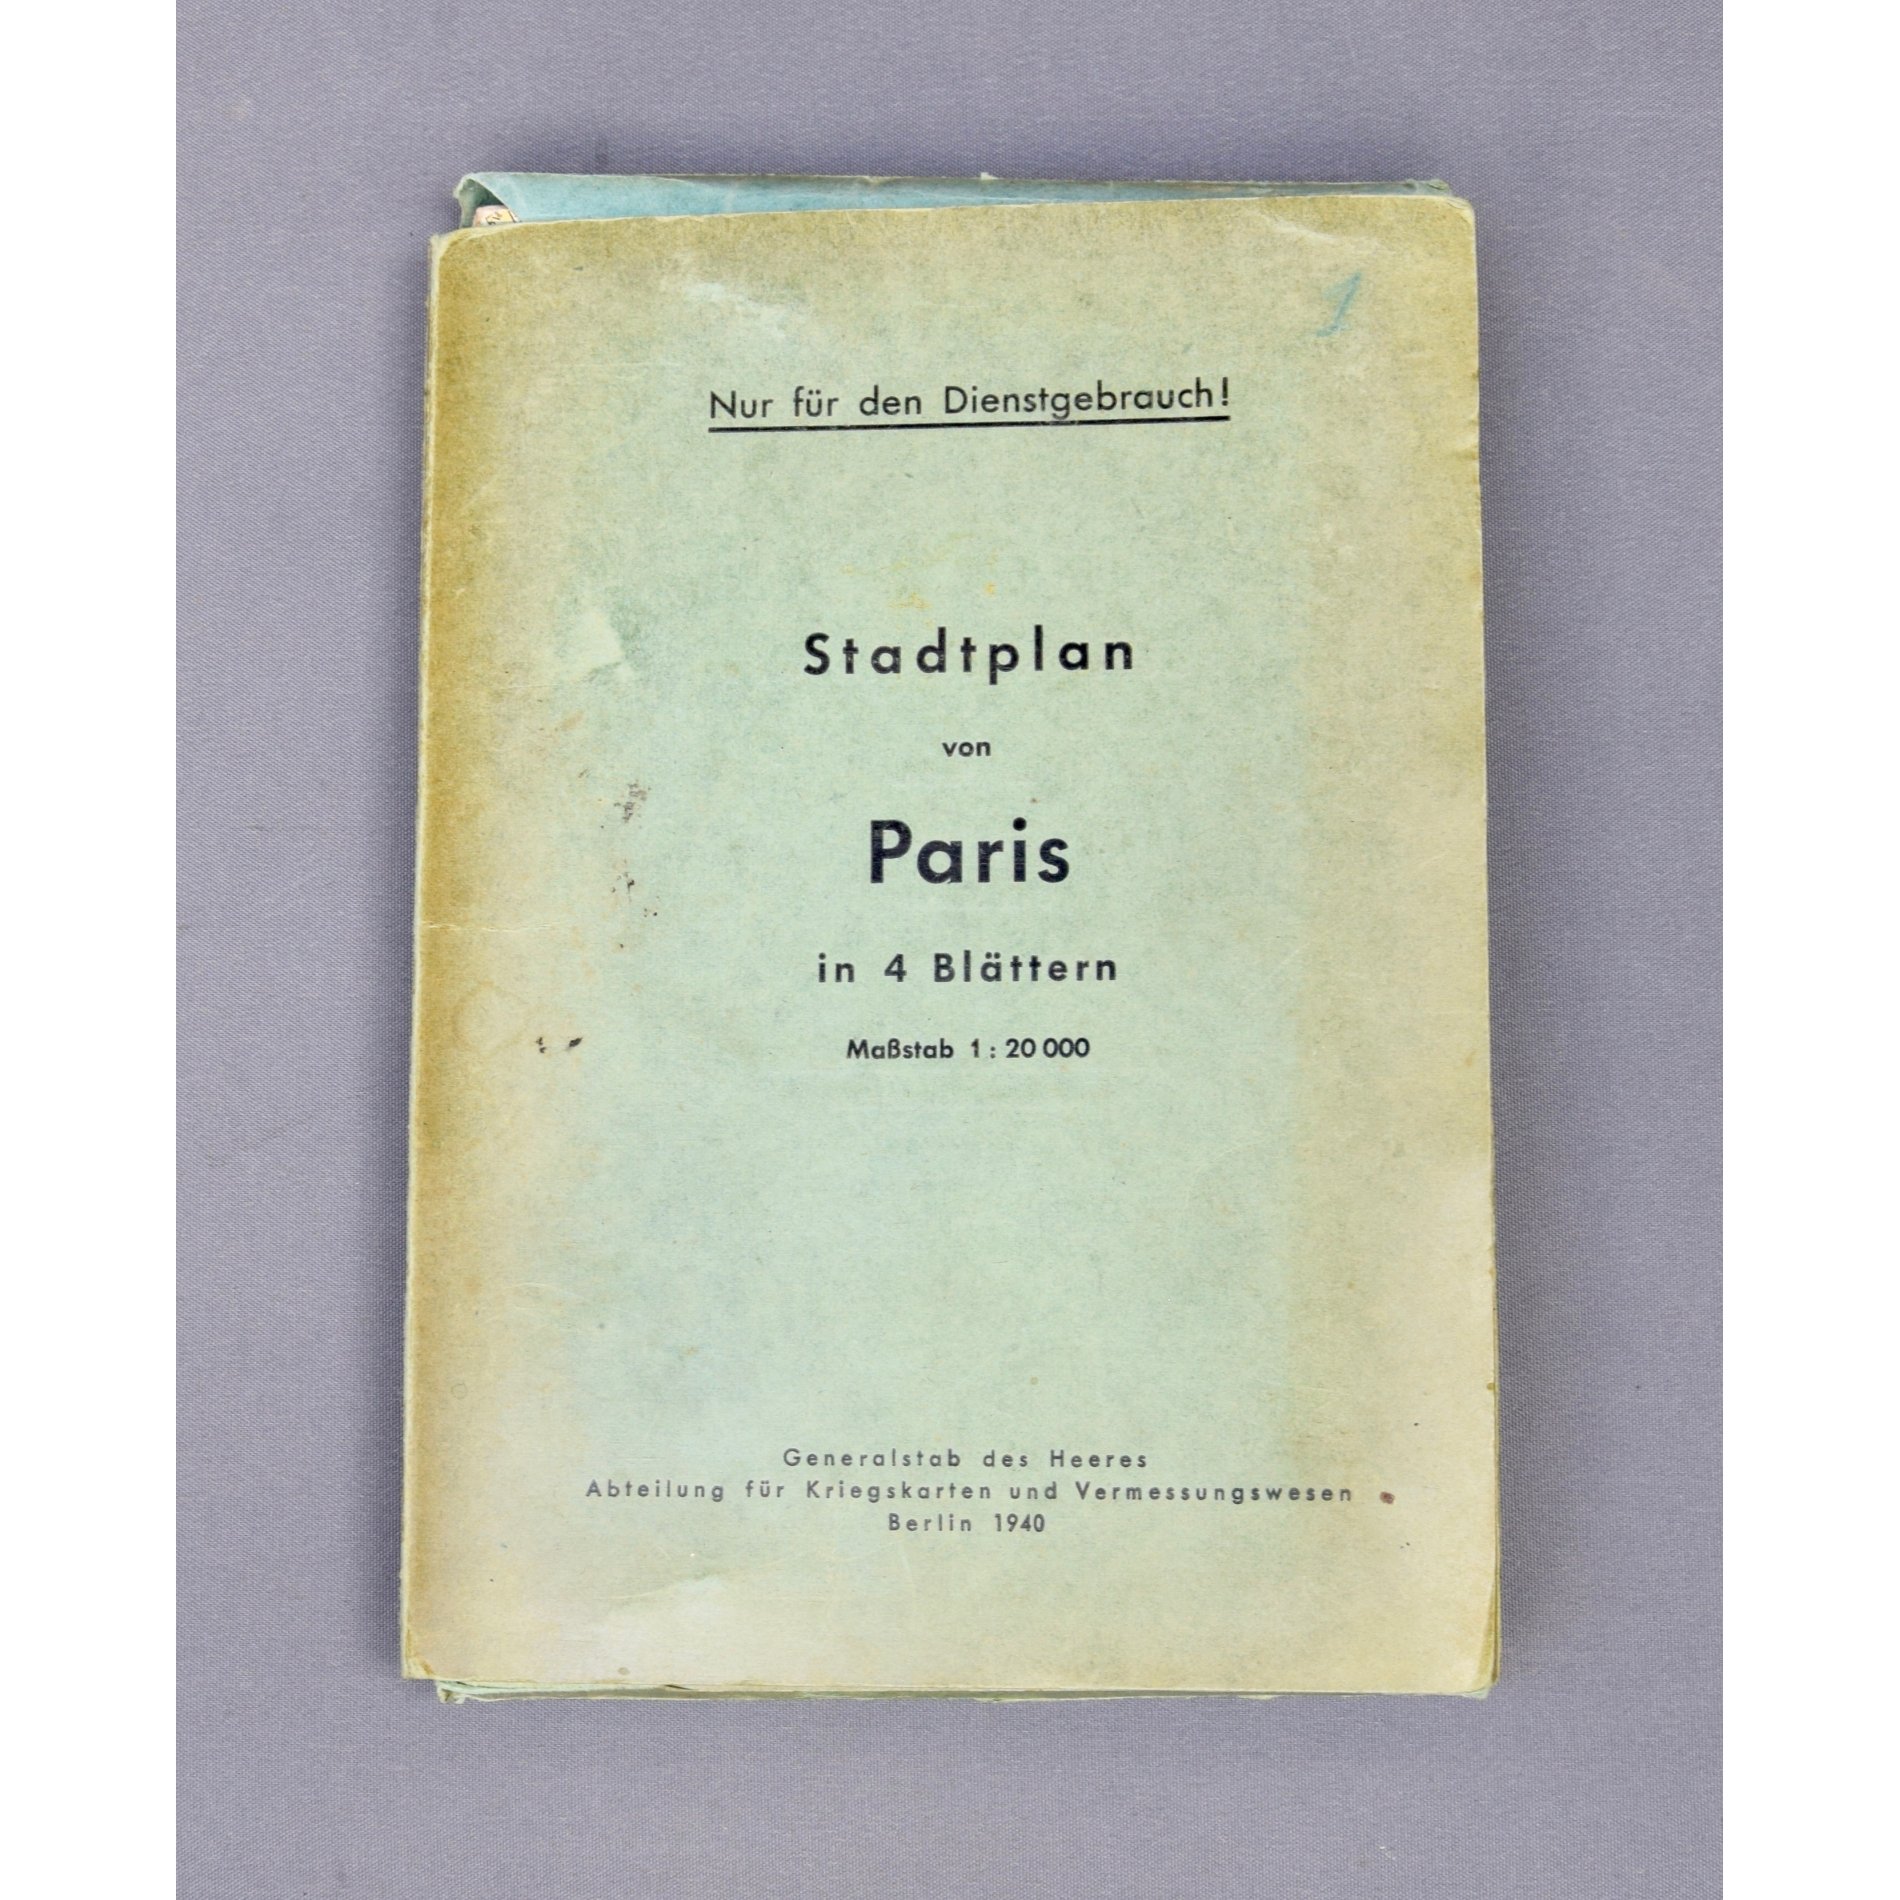 1
Nur für den Dienstgebrauch!
Stadtplan
von
Paris
in 4 Blättern
Maßstab 1 : 20 000
Generalstab des Heeres
Abteilung für Kriegskarten und Vermessungswesen
Berlin 1940